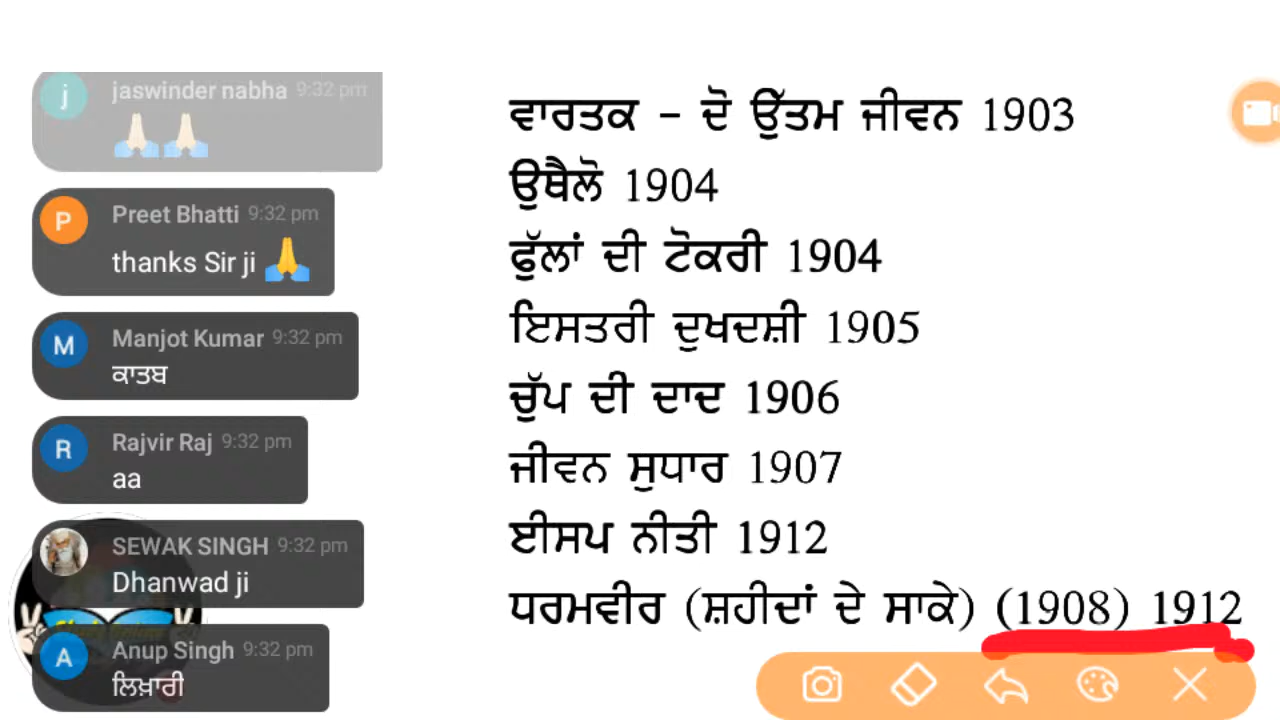 jaswinder nabha 9:32 pm
🙏🏻🙏🏻
Preet Bhatti 9:32 pm
thanks Sir ji 🙏
Manjot Kumar 9:32 pm
ਕਾਤਬ
Rajvir Raj 9:32 pm
aa
SEWAK SINGH 9:32 pm
Dhanwad ji
Anup Singh 9:32 pm
ਲਿਖ਼ਾਰੀ
ਵਾਰਤਕ – ਦੋ ਉੱਤਮ ਜੀਵਨ 1903
ਉਥੈਲੋ 1904
ਫੁੱਲਾਂ ਦੀ ਟੋਕਰੀ 1904
ਇਸਤਰੀ ਦੁਖਦਸ਼ੀ 1905
ਚੁੱਪ ਦੀ ਦਾਦ 1906
ਜੀਵਨ ਸੁਧਾਰ 1907
ਈਸਪ ਨੀਤੀ 1912
ਧਰਮਵੀਰ (ਸ਼ਹੀਦਾਂ ਦੇ ਸਾਕੇ) (1908) 1912